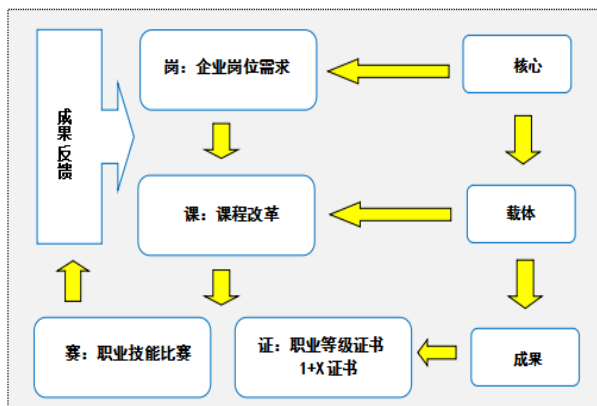 岗：企业岗位需求
核心
成果反馈
课：课程改革
载体
赛：职业技能比赛
证：职业等级证书
1+X 证书
成果